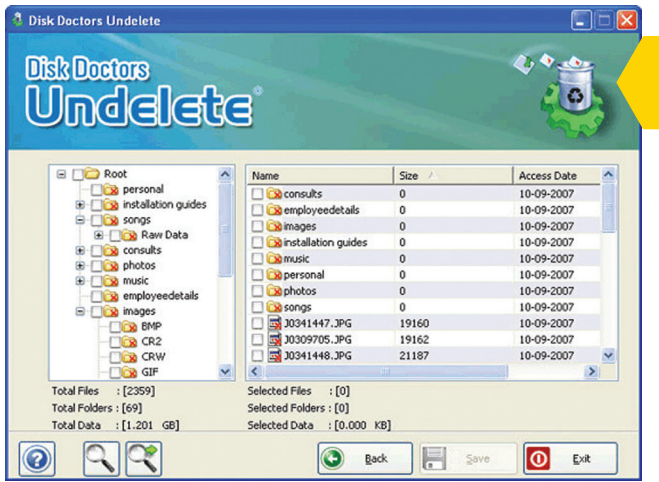 Disk Doctors Undelete
Disk Doctors
Undelete®
Root
personal
installation guides
songs
Raw Data
consults
photos
music
employeedetails
images
BMP
CR2
CRW
GIF
Name Size Access Date
consults 0 10-09-2007
employeedetails 0 10-09-2007
images 0 10-09-2007
installation guides 0 10-09-2007
music 0 10-09-2007
personal 0 10-09-2007
photos 0 10-09-2007
songs 0 10-09-2007
J0341447.JPG 19160 10-09-2007
J0309705.JPG 19162 10-09-2007
J0341448.JPG 21187 10-09-2007
Total Files : [2359]
Total Folders : [69]
Total Data : [1.201 GB]
Selected Files : [0]
Selected Folders : [0]
Selected Data : [0.000 KB]
Back
Save
Exit